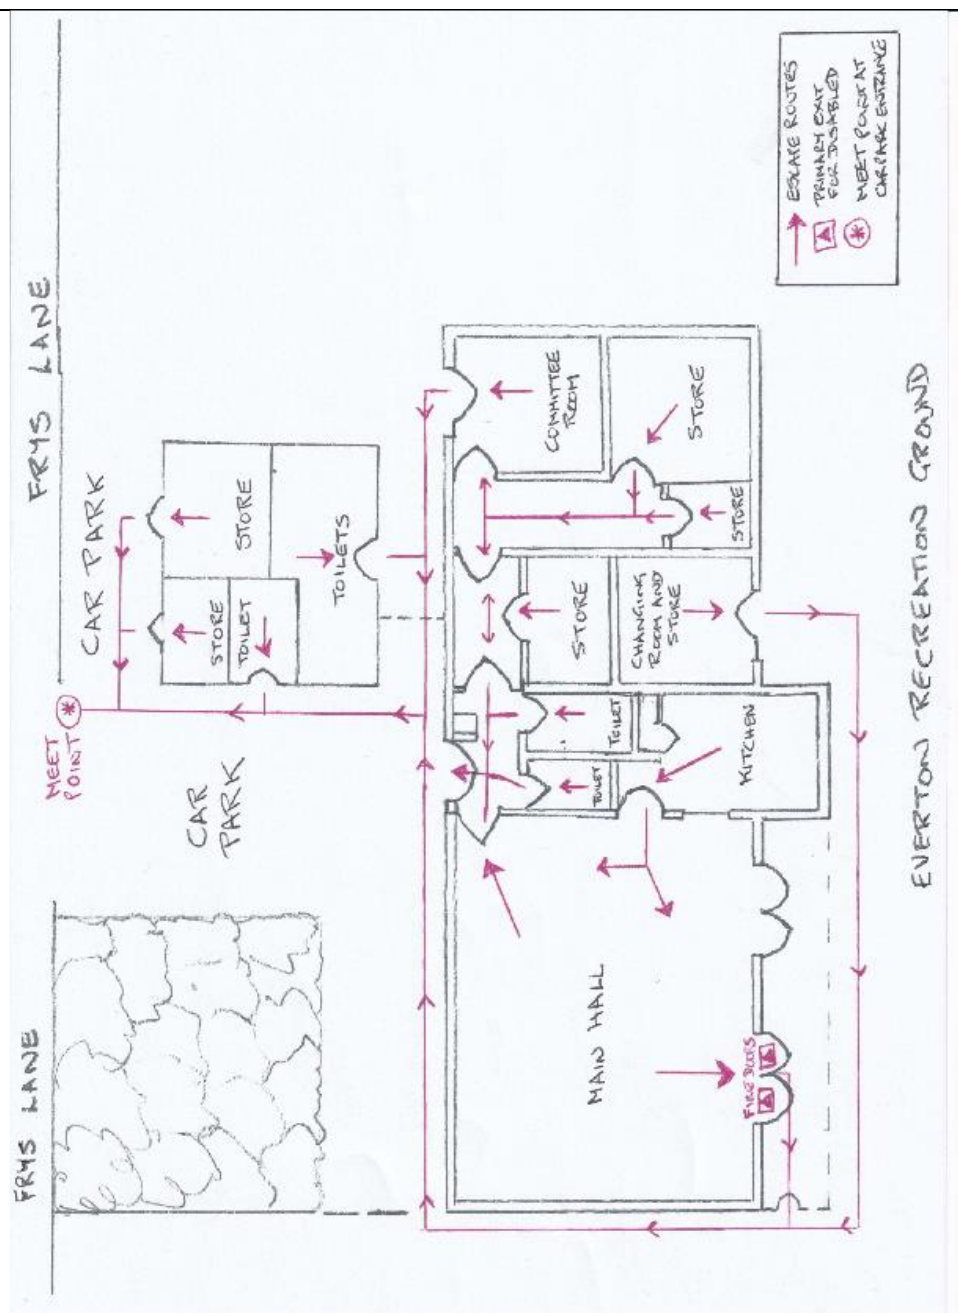 FRYS LANE
FRYS LANE
MEET
POINT
CAR PARK
CAR
PARK
STORE
STORE
TOILET
TOILETS
COMMITTEE
ROOM
STORE
STORE
STORE
CHANGING
ROOM AND
STORE
TOILET
TOILET
KITCHEN
MAIN HALL
FIRE DOORS
ESCAPE ROUTES
PRIMARY EXIT
FOR DISABLED
MEET POINT AT
CARPARK ENTRANCE
EVERTON RECREATION GROUND